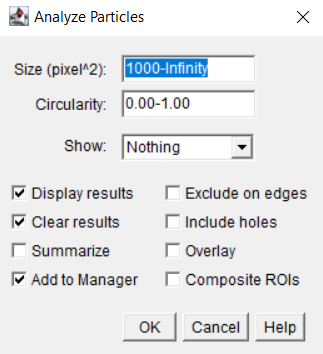 Analyze Particles
Size (pixel^2): 1000-Infinity
Circularity: 0.00-1.00
Show: Nothing
Display results Exclude on edges
Clear results Include holes
Summarize Overlay
Add to Manager Composite ROIs
OK Cancel Help